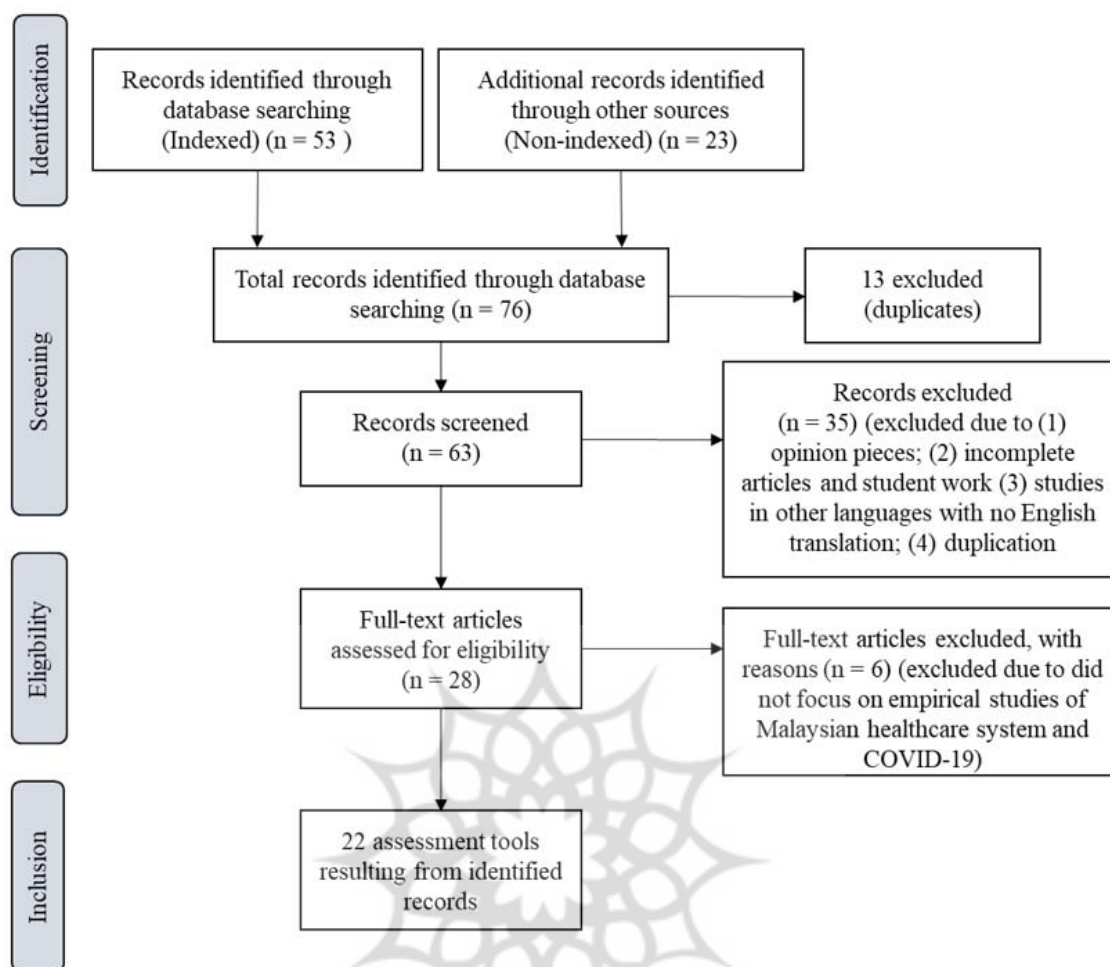 Identification
Records identified through
database searching
(Indexed) (n = 53 )
Additional records identified
through other sources
(Non-indexed) (n = 23)
Screening
Total records identified through database
searching (n = 76)
13 excluded
(duplicates)
Records screened
(n = 63)
Records excluded
(n = 35) (excluded due to (1)
opinion pieces; (2) incomplete
articles and student work (3) studies
in other languages with no English
translation; (4) duplication
Eligibility
Full-text articles
assessed for eligibility
(n = 28)
Full-text articles excluded, with
reasons (n = 6) (excluded due to did
not focus on empirical studies of
Malaysian healthcare system and
COVID-19)
Inclusion
22 assessment tools
resulting from identified
records